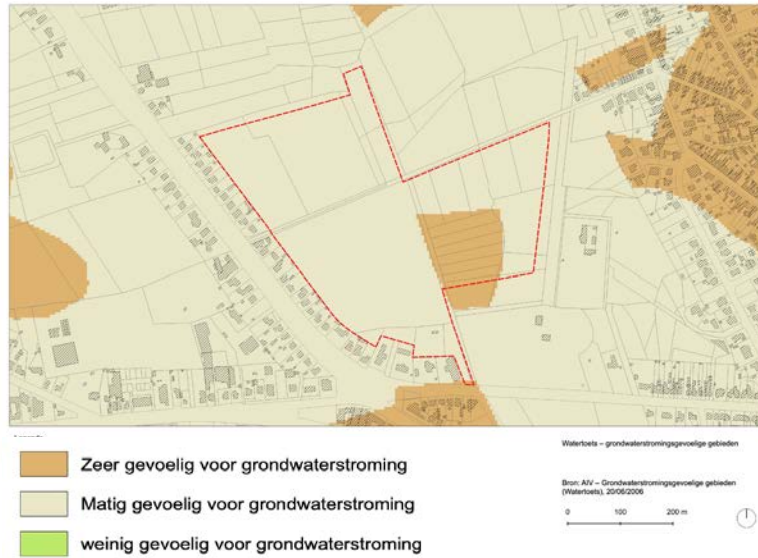 Zeer gevoelig voor grondwaterstroming
Matig gevoelig voor grondwaterstroming
weinig gevoelig voor grondwaterstroming
Watertoets – grondwaterstromingsgevoelige gebieden
Bron: AIV – Grondwaterstromingsgevoelige gebieden
(Watertoets), 20/06/2006
0 100 200 m